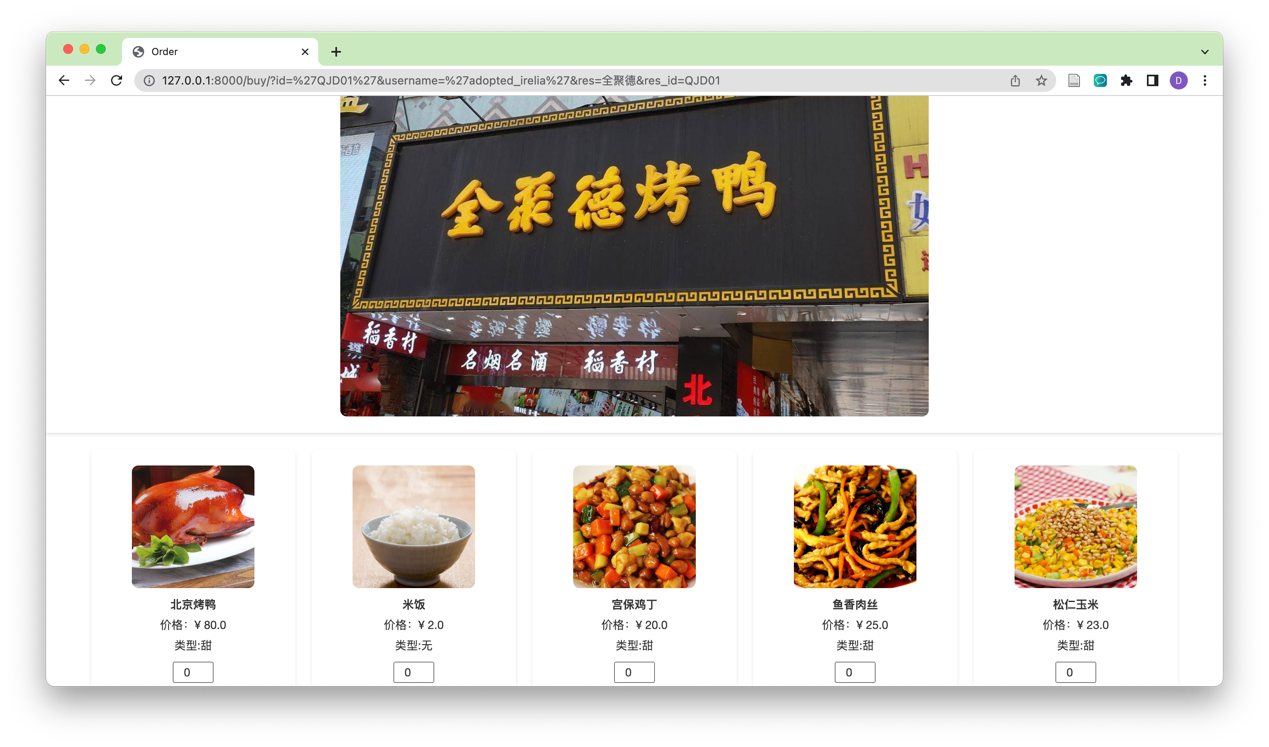 Order
127.0.0.1:8000/buy/?id=%27QJD01%27&username=%27adopted_irelia%27&res=全聚德&res_id=QJD01
D
全聚德烤鸭
稻香村
名烟名酒 稻香村
北
北京烤鸭 米饭 宫保鸡丁 鱼香肉丝 松仁玉米
价格：¥ 80.0 价格：¥ 2.0 价格：¥ 20.0 价格：¥ 25.0 价格：¥ 23.0
类型:甜 类型:无 类型:甜 类型:甜 类型:甜
0 0 0 0 0